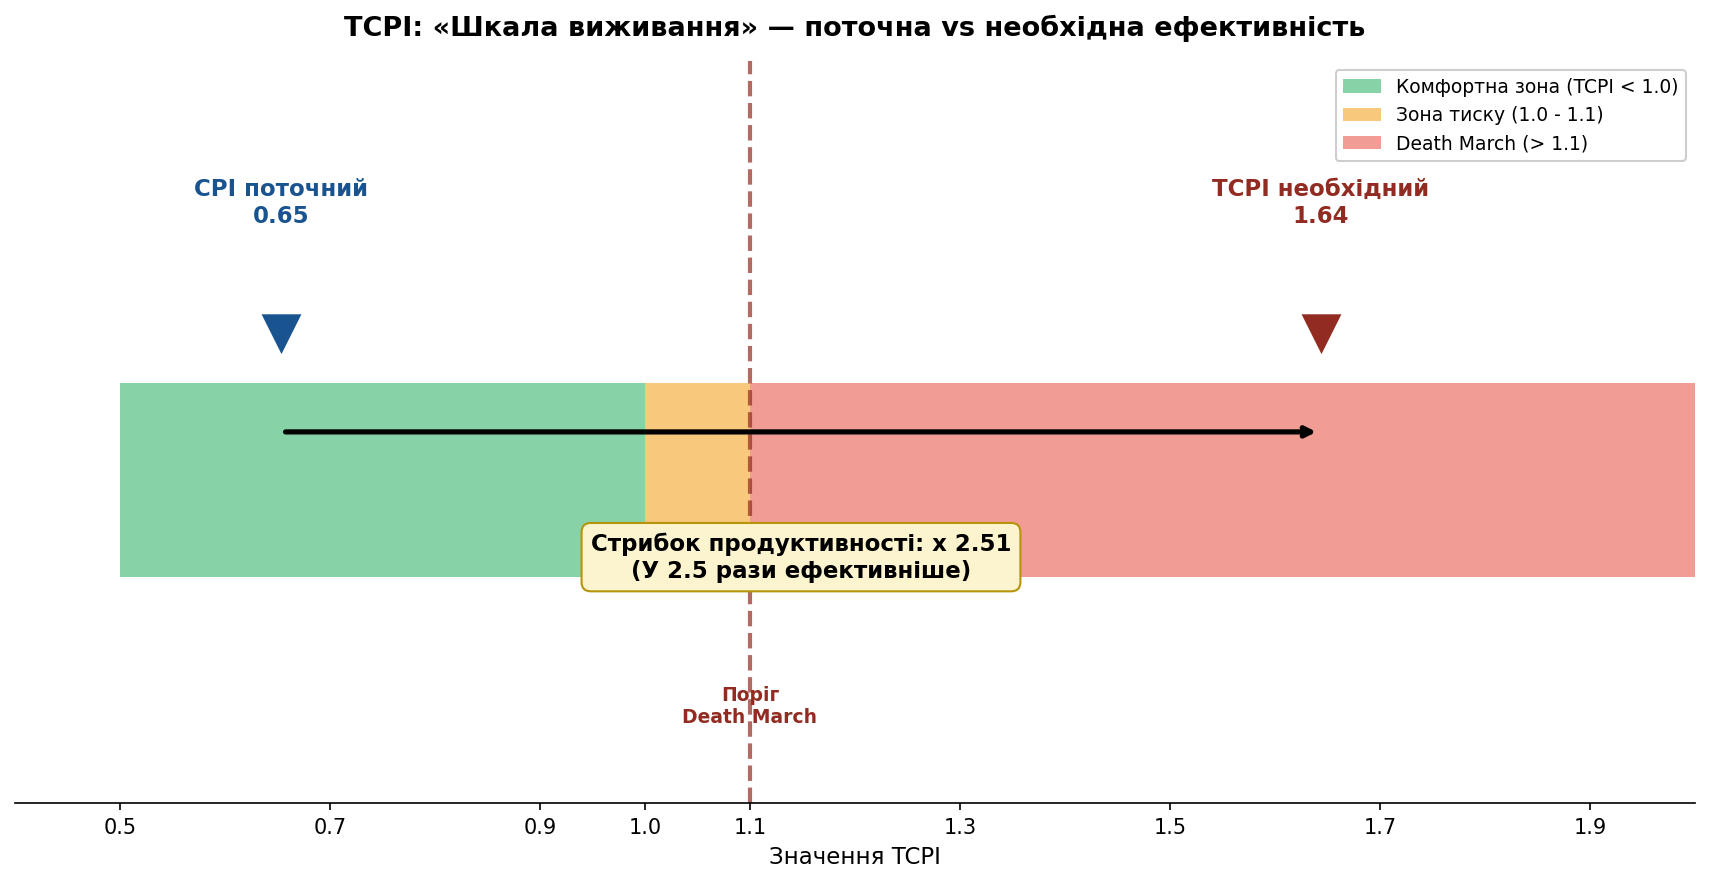 TCPI: «Шкала виживання» — поточна vs необхідна ефективність
Комфортна зона (TCPI < 1.0)
Зона тиску (1.0 - 1.1)
Death March (> 1.1)
CPI поточний
0.65
TCPI необхідний
1.64
Стрибок продуктивності: x 2.51
(У 2.5 рази ефективніше)
Поріг
Death March
0.5 0.7 0.9 1.0 1.1 1.3 1.5 1.7 1.9
Значення TCPI